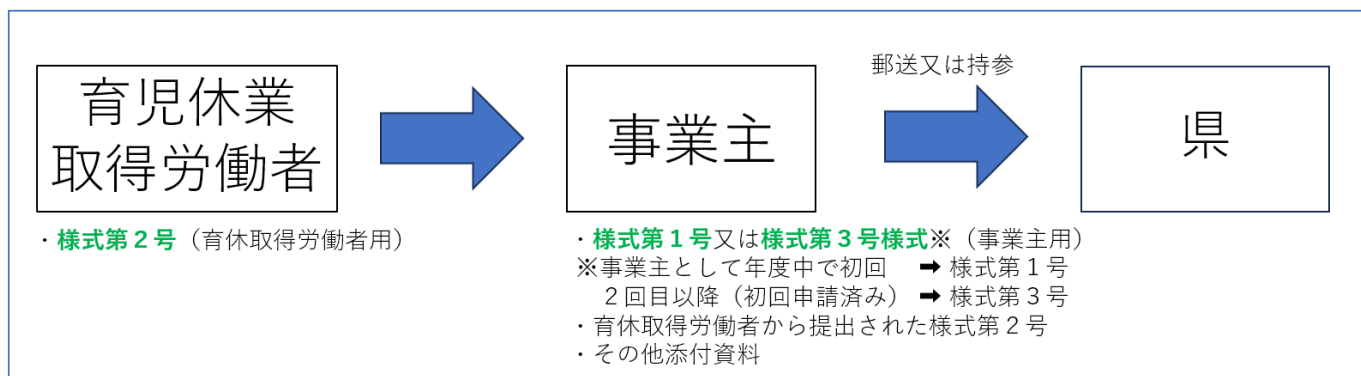 育児休業
取得労働者
・様式第２号（育休取得労働者用）
事業主
・様式第１号又は様式第３号様式※（事業主用）
※事業主として年度中で初回 ➡ 様式第１号
２回目以降（初回申請済み）➡ 様式第３号
・育休取得労働者から提出された様式第２号
・その他添付資料
郵送又は持参
県